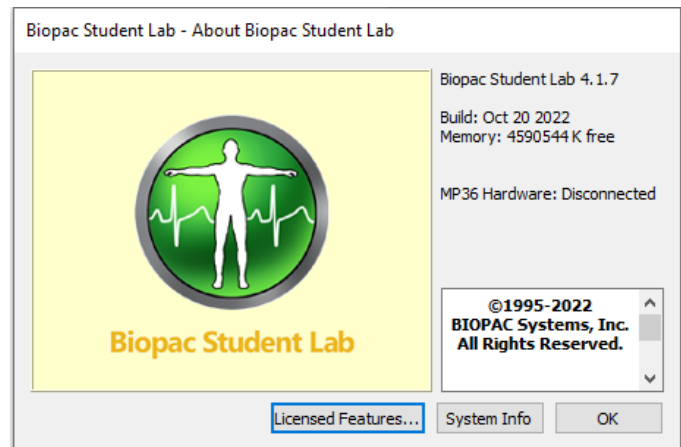 Biopac Student Lab - About Biopac Student Lab
Biopac Student Lab 4.1.7
Build: Oct 20 2022
Memory: 4590544 K free
MP36 Hardware: Disconnected
©1995-2022
BIOPAC Systems, Inc.
All Rights Reserved.
Biopac Student Lab
Licensed Features...
System Info
OK